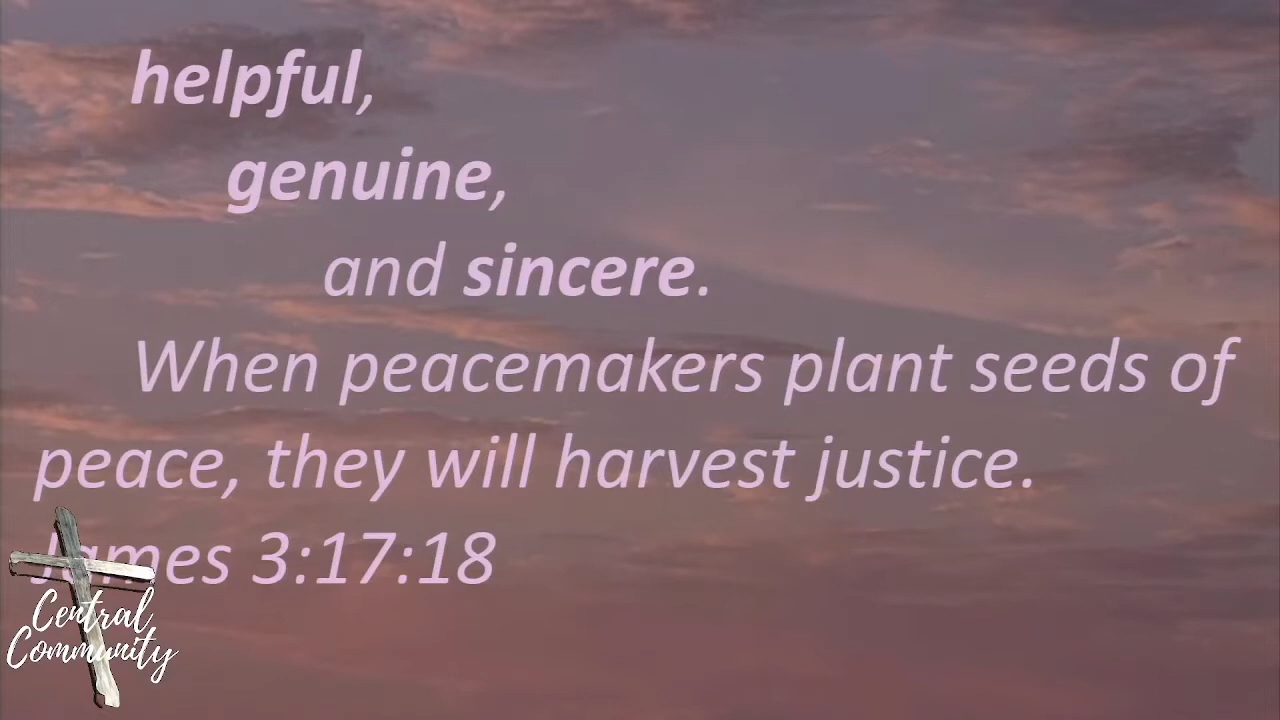 helpful,
genuine,
and sincere.
When peacemakers plant seeds of
peace, they will harvest justice.
James 3:17:18
Central
Community